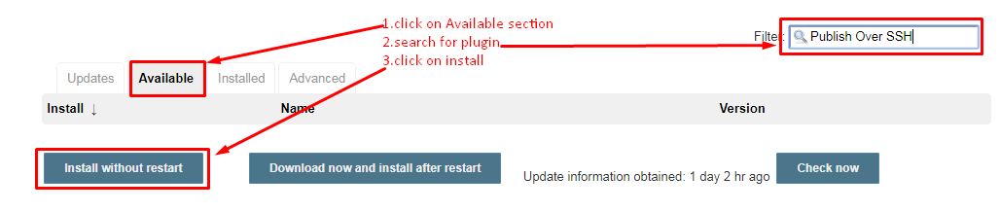 1.click on Available section
2.search for plugin
3.click on install
Filter: Publish Over SSH
Updates Available Installed Advanced
Install ↓ Name Version
Install without restart Download now and install after restart Update information obtained: 1 day 2 hr ago Check now